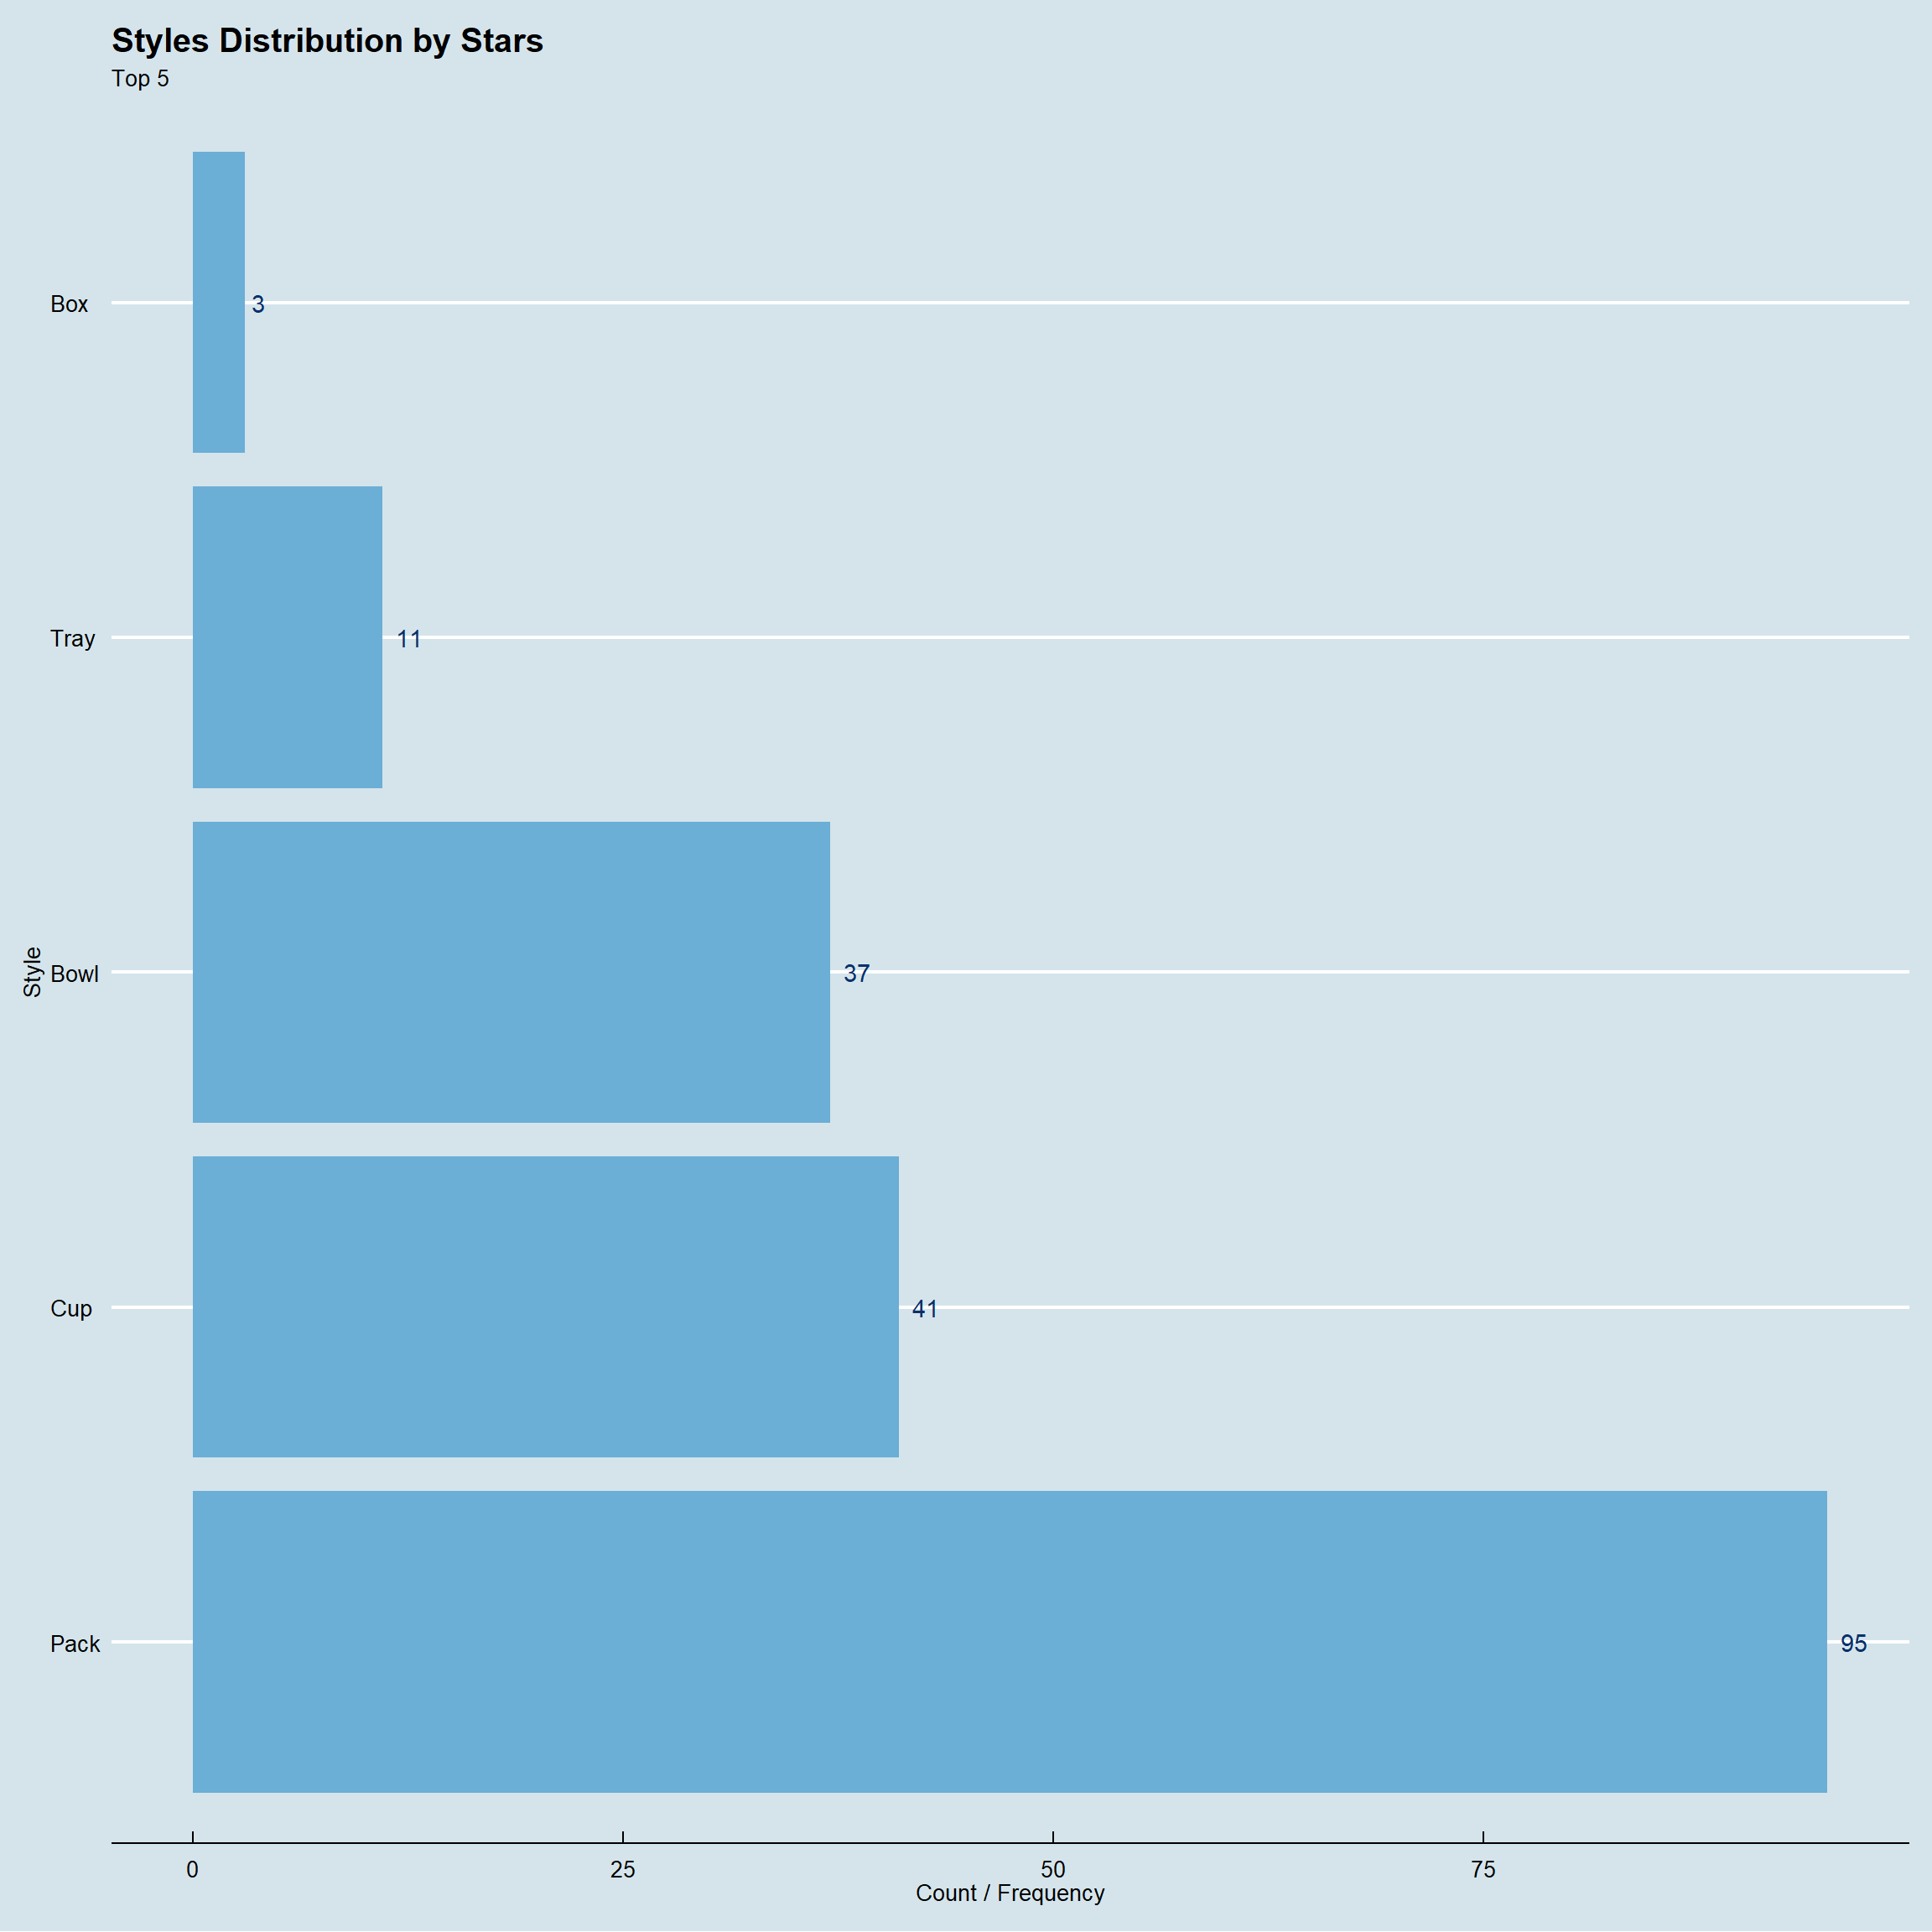 Styles Distribution by Stars
Top 5
Box
3
Tray
11
Style
Bowl
37
Cup
41
Pack
95
0
25
50
75
Count / Frequency